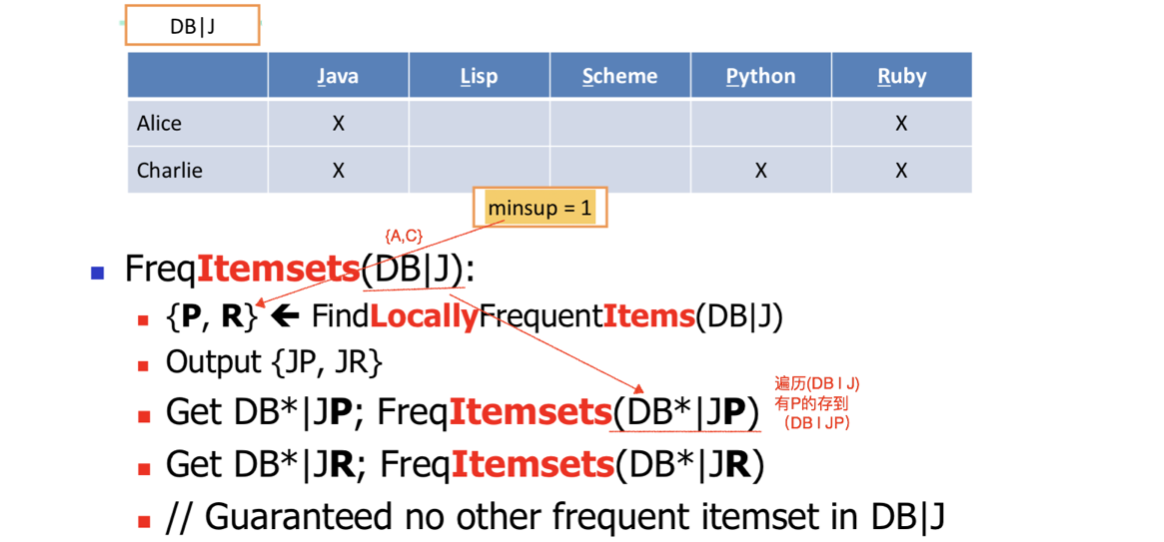 DB|J
Java Lisp Scheme Python Ruby
Alice X X
Charlie X X X
minsup = 1
{A,C}
FreqItemsets(DB|J):
{P, R} ← FindLocallyFrequentItems(DB|J)
Output {JP, JR}
遍历(DB I J)
有P的存到
（DB I JP)
Get DB*|JP; FreqItemsets(DB*|JP)
Get DB*|JR; FreqItemsets(DB*|JR)
// Guaranteed no other frequent itemset in DB|J